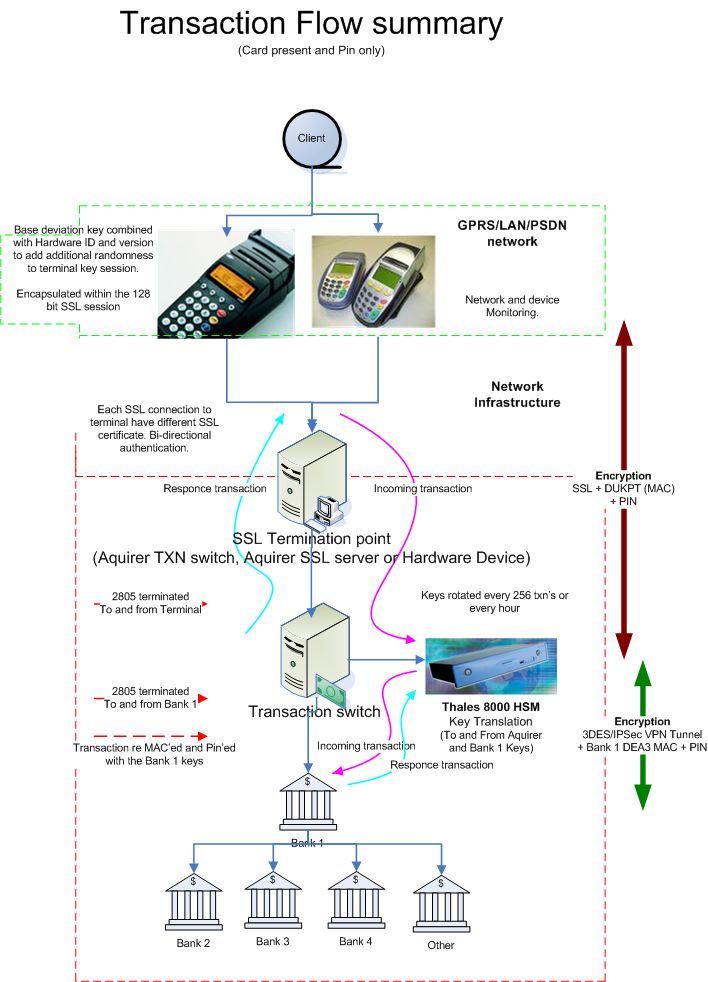 Transaction Flow summary
(Card present and Pin only)
Client
Base deviation key combined
with Hardware ID and version
to add additional randomness
to terminal key session.
Encapsulated within the 128
bit SSL session
GPRS/LAN/PSDN
network
Network and device
Monitoring.
Network
Infrastructure
Each SSL connection to
terminal have different SSL
certificate. Bi-directional
authentication.
Responce transaction
Incoming transaction
Encryption
SSL + DUKPT (MAC)
+ PIN
SSL Termination point
(Aquirer TXN switch, Aquirer SSL server or Hardware Device)
2805 terminated
To and from Terminal
Keys rotated every 256 txn's or
every hour
2805 terminated
To and from Bank 1
Transaction switch
Thales 8000 HSM
Key Translation
(To and From Aquirer
and Bank 1 Keys)
Encryption
3DES/IPSec VPN Tunnel
+ Bank 1 DEA3 MAC + PIN
Transaction re MAC'ed and Pin'ed
with the Bank 1 keys
Incoming transaction
Responce transaction
$
Bank 1
$
$
$
$
Bank 2
Bank 3
Bank 4
Other